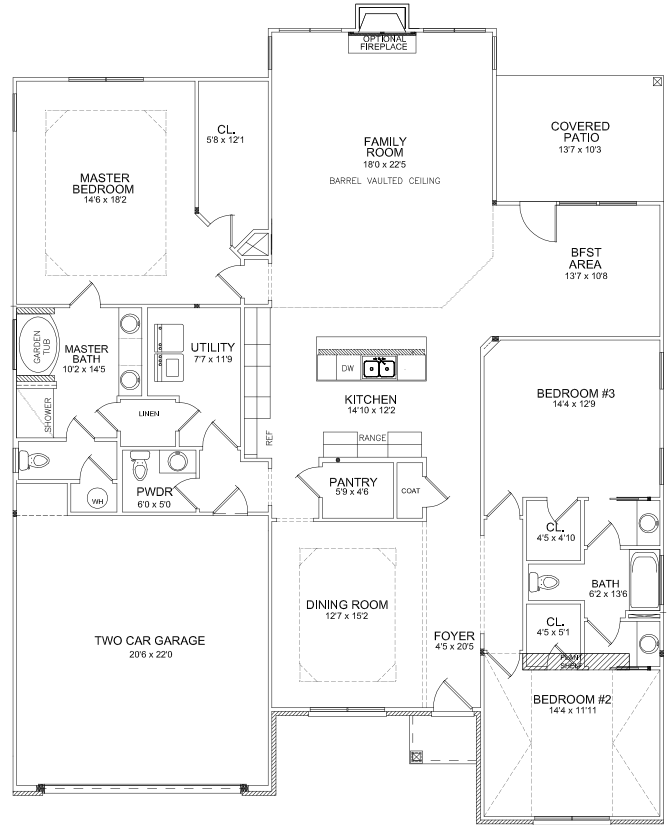 OPTIONAL
FIREPLACE
CL.
5'8 x 12'1
FAMILY
ROOM
18'0 x 22'5
BARREL VAULTED CEILING
COVERED
PATIO
13'7 x 10'3
MASTER
BEDROOM
14'6 x 18'2
BFST
AREA
13'7 x 10'8
GARDEN
TUB
MASTER
BATH
10'2 x 14'5
UTILITY
7'7 x 11'9
DW
KITCHEN
14'10 x 12'2
BEDROOM #3
14'4 x 12'9
SHOWER
LINEN
REF
RANGE
PANTRY
5'9 x 4'6
COAT
WH
PWDR
6'0 x 5'0
CL.
4'5 x 4'10
BATH
6'2 x 13'6
DINING ROOM
12'7 x 15'2
CL.
4'5 x 5'1
TWO CAR GARAGE
20'6 x 22'0
FOYER
4'5 x 20'5
PLANT
SHELF
BEDROOM #2
14'4 x 11'11